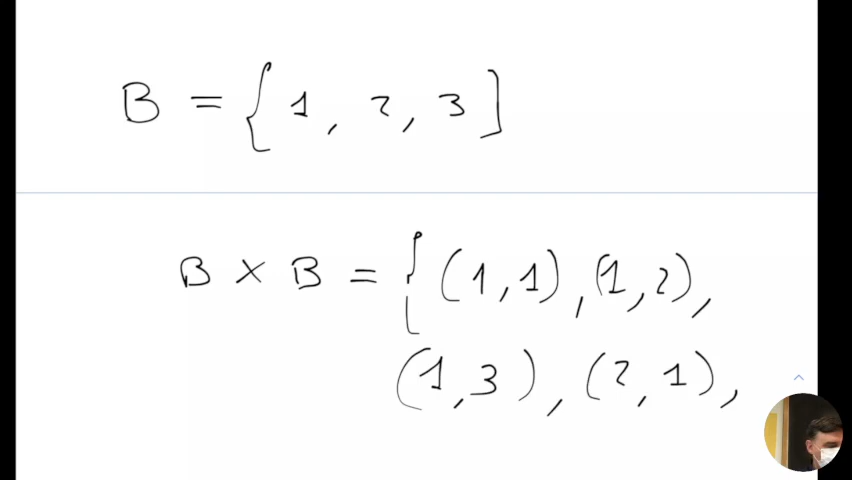 B = { 1, 2, 3 ]
B × B = { (1,1), (1,2),
(1,3), (2,1),